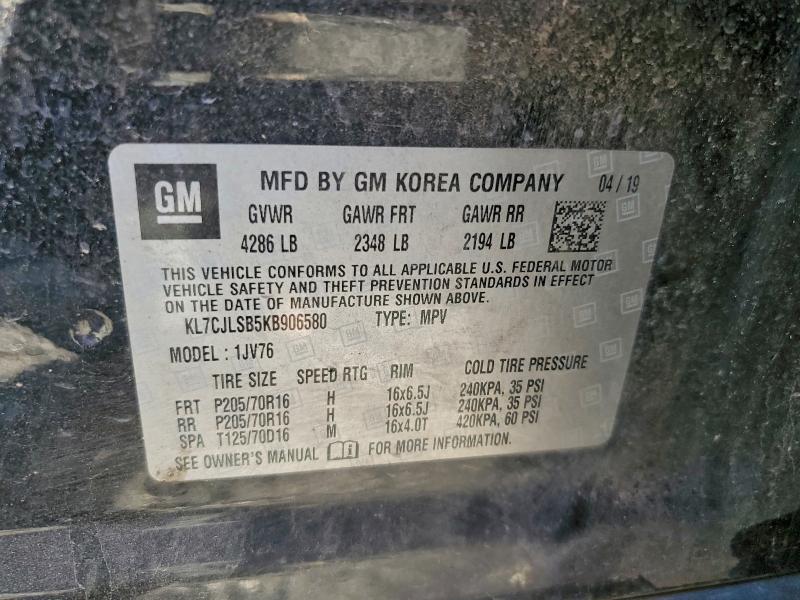 GM MFD BY GM KOREA COMPANY 04/19
GVWR GAWR FRT GAWR RR
4286 LB 2348 LB 2194 LB
THIS VEHICLE CONFORMS TO ALL APPLICABLE U.S. FEDERAL MOTOR
VEHICLE SAFETY AND THEFT PREVENTION STANDARDS IN EFFECT
ON THE DATE OF MANUFACTURE SHOWN ABOVE.
KL7CJLSB5KB906580 TYPE: MPV
MODEL : 1JV76
TIRE SIZE SPEED RTG RIM COLD TIRE PRESSURE
FRT P205/70R16 H 16x6.5J 240KPA, 35 PSI
RR P205/70R16 H 16x6.5J 240KPA, 35 PSI
SPA T125/70D16 M 16x4.0T 420KPA, 60 PSI
SEE OWNER'S MANUAL FOR MORE INFORMATION.